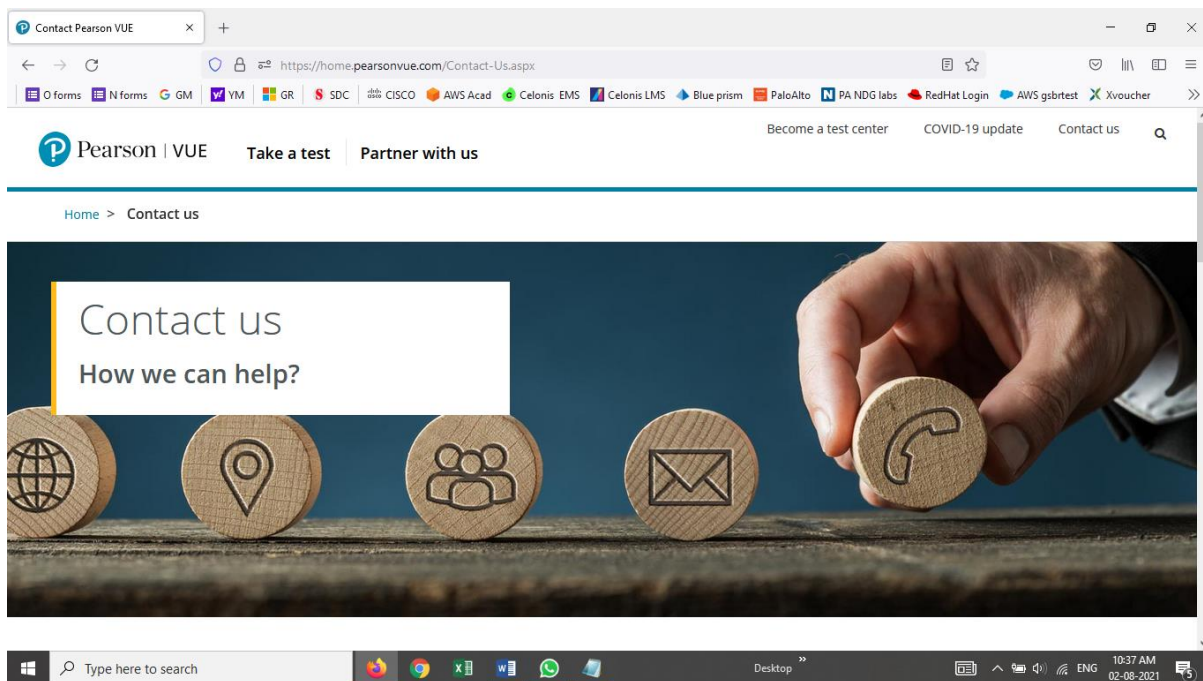 Contact Pearson VUE
https://home.pearsonvue.com/Contact-Us.aspx
O forms N forms GM YM GR SDC CISCO AWS Acad Celonis EMS Celonis LMS Blue prism PaloAlto PA NDG labs RedHat Login AWS gsbrtest Xvoucher
Become a test center COVID-19 update Contact us
Pearson | VUE Take a test Partner with us
Home > Contact us
Contact us
How we can help?
Type here to search Desktop ENG 10:37 AM
02-08-2021